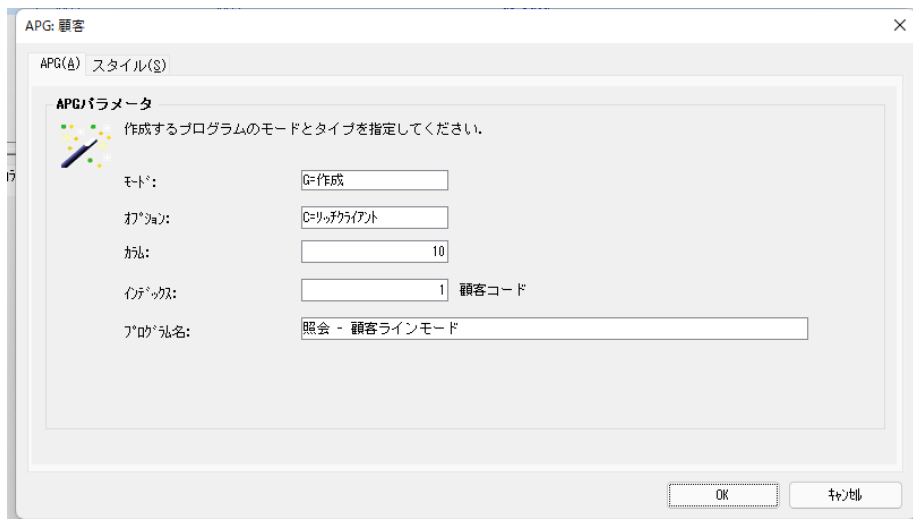 APG: 顧客
APG(A) スタイル(S)
APGパラメータ
作成するプログラムのモードとタイプを指定してください.
ﾓｰﾄﾞ: G=作成
ｵﾌﾟｼｮﾝ: C=ﾘｯﾁｸﾗｲｱﾝﾄ
ｶﾗﾑ: 10
ｲﾝﾃﾞｯｸｽ: 1 顧客コード
ﾌﾟﾛｸﾞﾗﾑ名: 照会 - 顧客ラインモード
OK ｷｬﾝｾﾙ